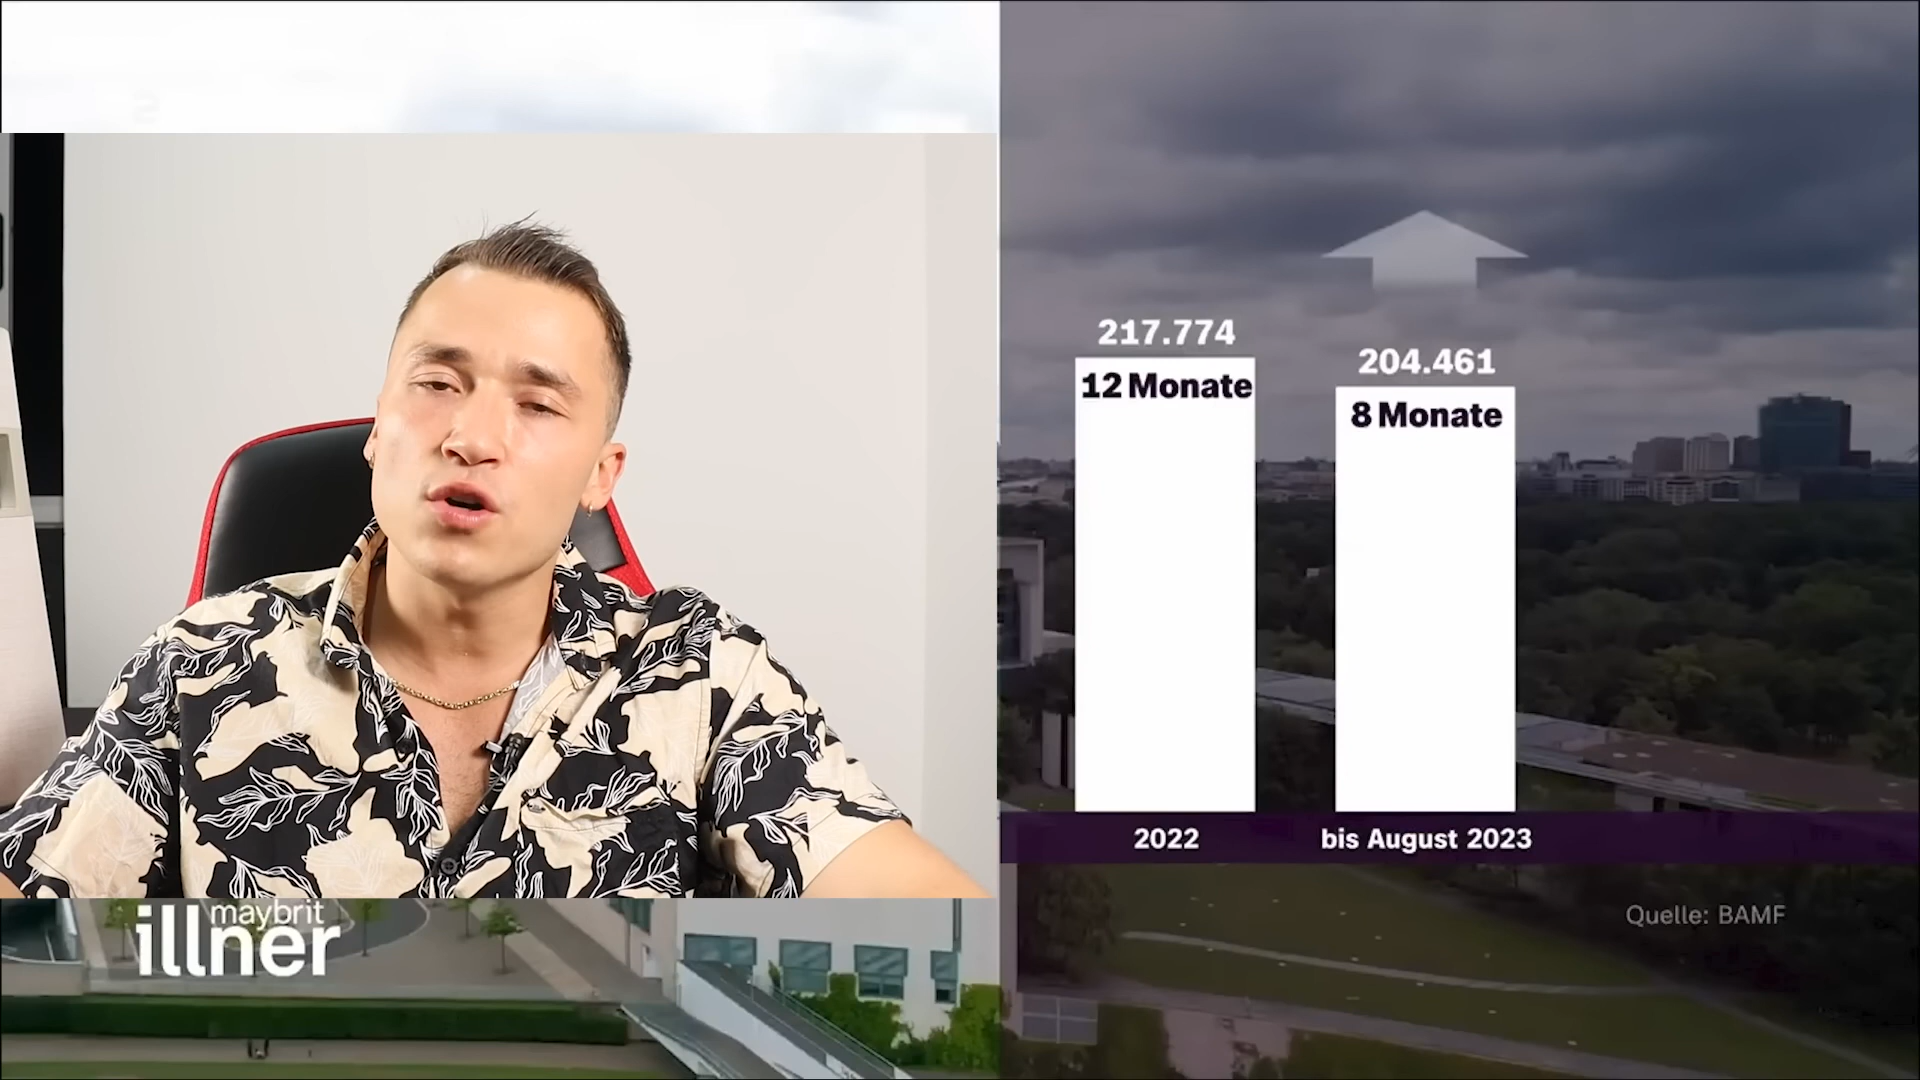 217.774
12 Monate
204.461
8 Monate
2022
bis August 2023
maybrit
illner
Quelle: BAMF